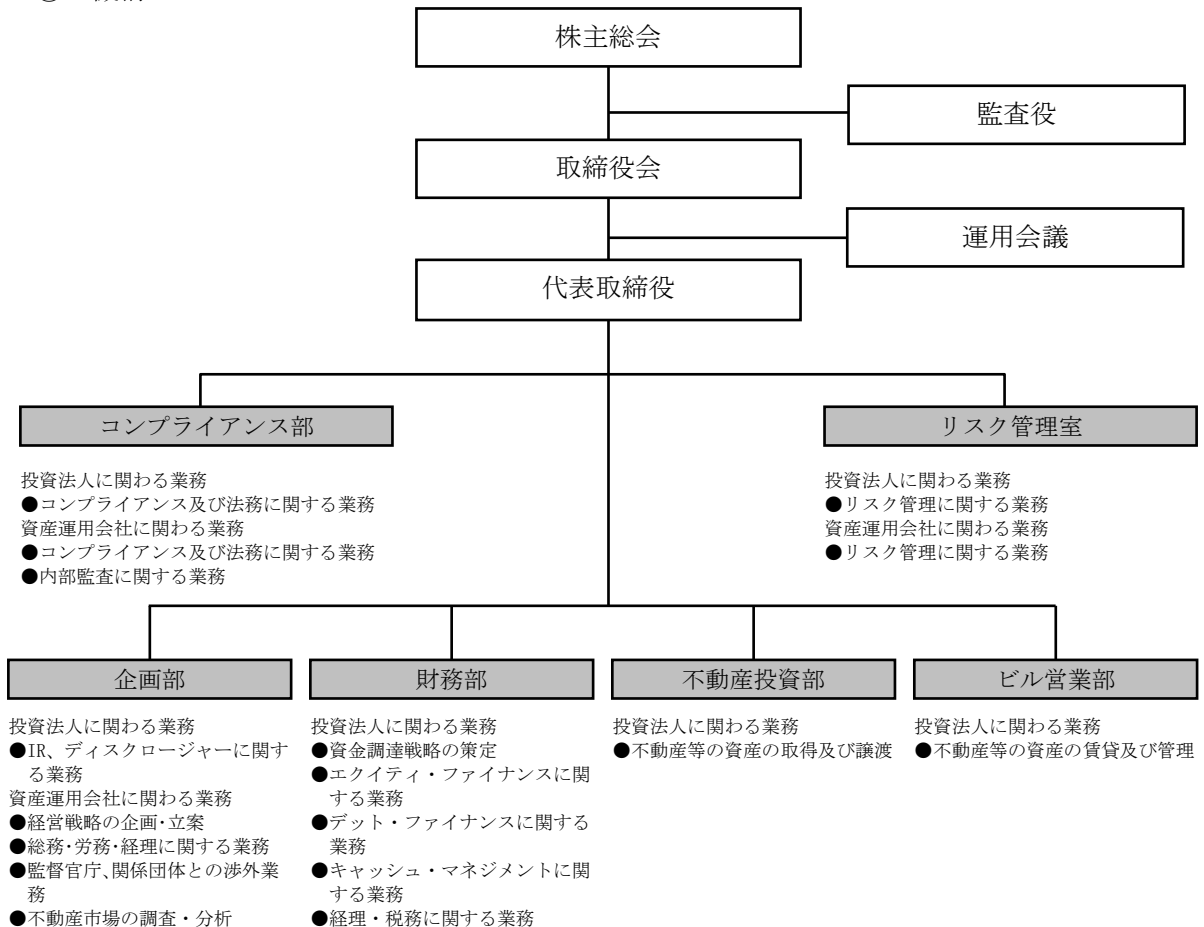 株主総会
監査役
取締役会
運用会議
代表取締役
コンプライアンス部
投資法人に関わる業務
●コンプライアンス及び法務に関する業務
資産運用会社に関わる業務
●コンプライアンス及び法務に関する業務
●内部監査に関する業務
リスク管理室
投資法人に関わる業務
●リスク管理に関する業務
資産運用会社に関わる業務
●リスク管理に関する業務
企画部
投資法人に関わる業務
●IR、ディスクロージャーに関す
る業務
資産運用会社に関わる業務
●経営戦略の企画・立案
●総務・労務・経理に関する業務
●監督官庁、関係団体との渉外業
務
●不動産市場の調査・分析
財務部
投資法人に関わる業務
●資金調達戦略の策定
●エクイティ・ファイナンスに関
する業務
●デット・ファイナンスに関する
業務
●キャッシュ・マネジメントに関
する業務
●経理・税務に関する業務
不動産投資部
投資法人に関わる業務
●不動産等の資産の取得及び譲渡
ビル営業部
投資法人に関わる業務
●不動産等の資産の賃貸及び管理